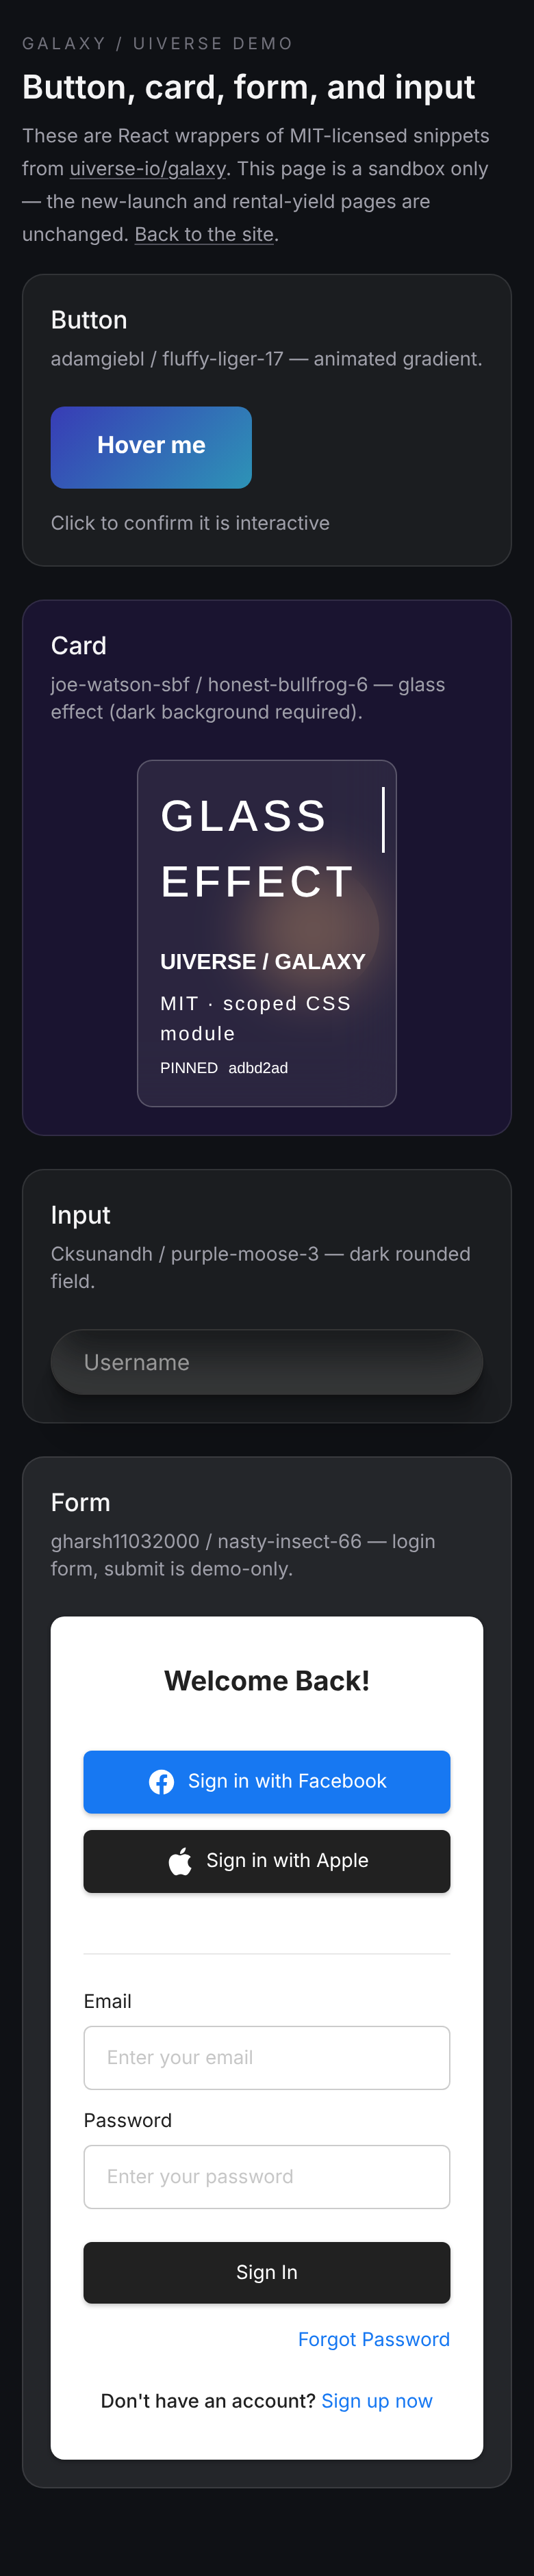 GALAXY / UIVERSE DEMO
Button, card, form, and input
These are React wrappers of MIT-licensed snippets
from uiverse-io/galaxy. This page is a sandbox only
— the new-launch and rental-yield pages are
unchanged. Back to the site.
Button
adamgiebl / fluffy-liger-17 — animated gradient.
Hover me
Click to confirm it is interactive
Card
joe-watson-sbf / honest-bullfrog-6 — glass
effect (dark background required).
GLASS
EFFECT
UIVERSE / GALAXY
MIT · scoped CSS
module
PINNED adbd2ad
Input
Cksunandh / purple-moose-3 — dark rounded
field.
Username
Form
gharsh11032000 / nasty-insect-66 — login
form, submit is demo-only.
Welcome Back!
Sign in with Facebook
Sign in with Apple
Email
Enter your email
Password
Enter your password
Sign In
Forgot Password
Don't have an account? Sign up now